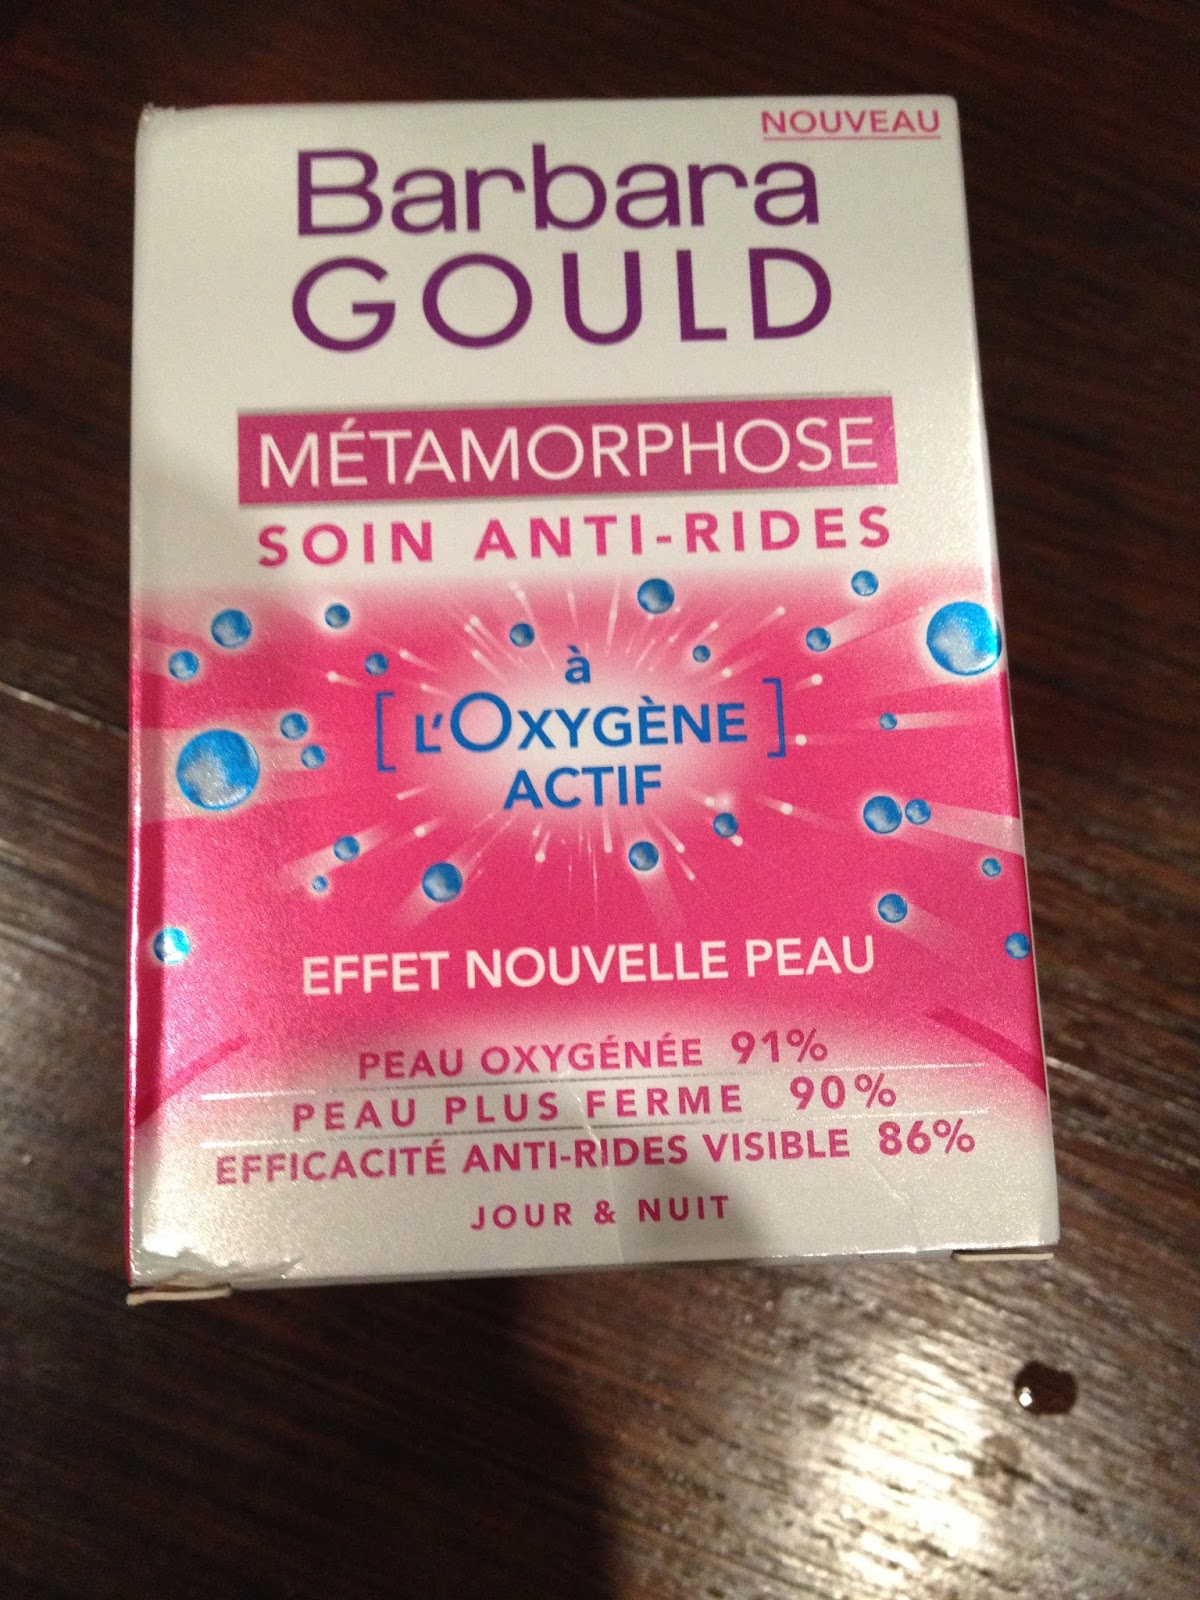 NOUVEAU
Barbara
GOULD
MÉTAMORPHOSE
SOIN ANTI-RIDES
à
[ L'OXYGÈNE ]
ACTIF
EFFET NOUVELLE PEAU
PEAU OXYGÉNÉE 91%
PEAU PLUS FERME 90%
EFFICACITÉ ANTI-RIDES VISIBLE 86%
JOUR & NUIT